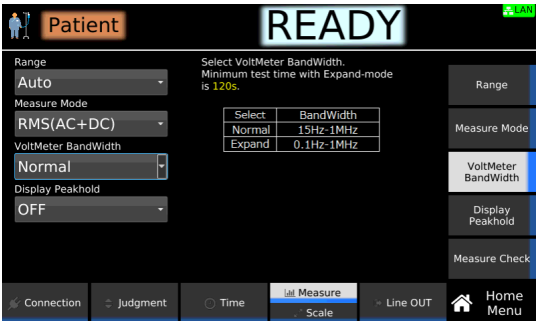 Patient
READY
LAN
Range
Auto
Measure Mode
RMS(AC+DC)
VoltMeter BandWidth
Normal
Display Peakhold
OFF
Select VoltMeter BandWidth.
Minimum test time with Expand-mode
is 120s.
Select BandWidth
Normal 15Hz-1MHz
Expand 0.1Hz-1MHz
Range
Measure Mode
VoltMeter
BandWidth
Display
Peakhold
Measure Check
Connection
Judgment
Time
Measure
Scale
Line OUT
Home
Menu